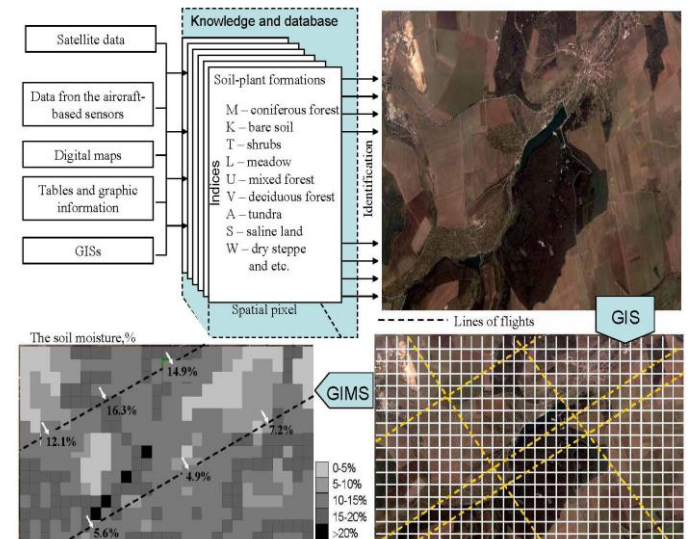 Knowledge and database
Satellite data
Data fron the aircraft-
based sensors
Digital maps
Tables and graphic
information
GISs
Indices
Soil-plant formations
M – coniferous forest
K – bare soil
T – shrubs
L – meadow
U – mixed forest
V – deciduous forest
A – tundra
S – saline land
W – dry steppe
and etc.
Spatial pixel
Identification
Lines of flights
GIS
The soil moisture,%
14.9%
16.3%
12.1%
7.2%
4.9%
5.6%
GIMS
0-5%
5-10%
10-15%
15-20%
>20%